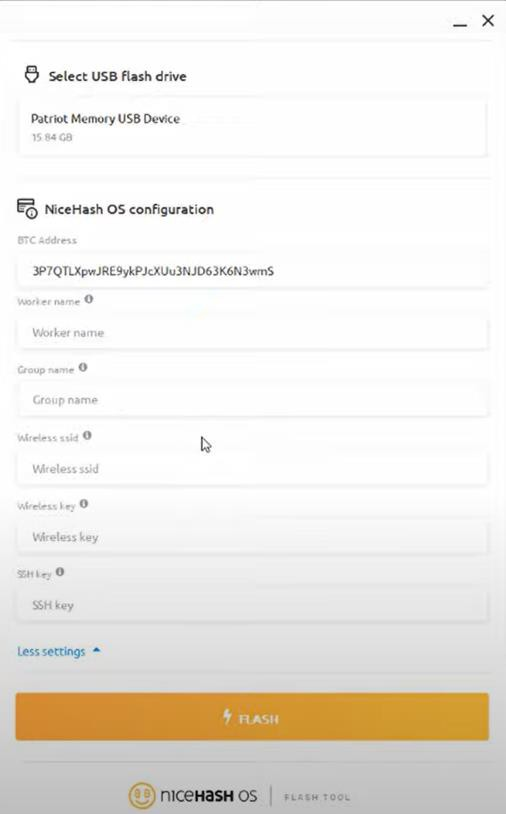 Select USB flash drive
Patriot Memory USB Device
15.84 GB
NiceHash OS configuration
BTC Address
3P7QTLXpwJRE9ykPJcXUu3NJD63K6N3wmS
Worker name
Worker name
Group name
Group name
Wireless ssid
Wireless ssid
Wireless key
Wireless key
SSH key
SSH key
Less settings
FLASH
nicehash OS | FLASH TOOL